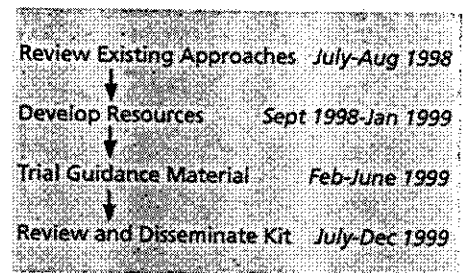 Review Existing Approaches July-Aug 1998
Develop Resources Sept 1998-Jan 1999
Trial Guidance Material Feb-June 1999
Review and Disseminate Kit July-Dec 1999